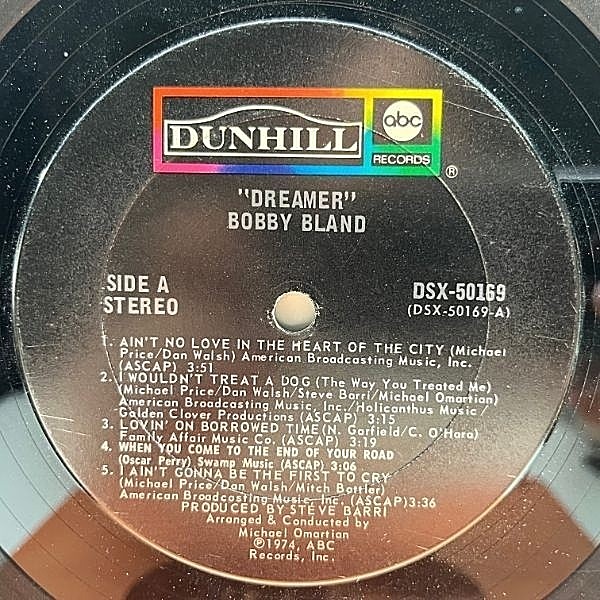 DUNHILL
abc
RECORDS
®
"DREAMER"
BOBBY BLAND
SIDE A
STEREO
DSX-50169
(DSX-50169-A)
1. AIN'T NO LOVE IN THE HEART OF THE CITY (Michael
Price/Dan Walsh) American Broadcasting Music, Inc.
(ASCAP) 3:51
2. I WOULDN'T TREAT A DOG (The Way You Treated Me)
(Michael Price/Dan Walsh/Steve Barri/Michael Omartian)
American Broadcasting Music, Inc./Holicanthus Music/
Golden Clover Productions (ASCAP) 3:15
3. LOVIN' ON BORROWED TIME (N. Garfield/C. O'Hara)
Family Affair Music Co. (ASCAP) 3:19
4. WHEN YOU COME TO THE END OF YOUR ROAD
(Oscar Perry) Swamp Music (ASCAP) 3:06
5. I AIN'T GONNA BE THE FIRST TO CRY
(Michael Price/Dan Walsh/Mitch Bottler)
American Broadcasting Music, Inc. (ASCAP) 3:36
PRODUCED BY STEVE BARRI
Arranged & Conducted by
Michael Omartian
℗1974, ABC
Records, Inc.